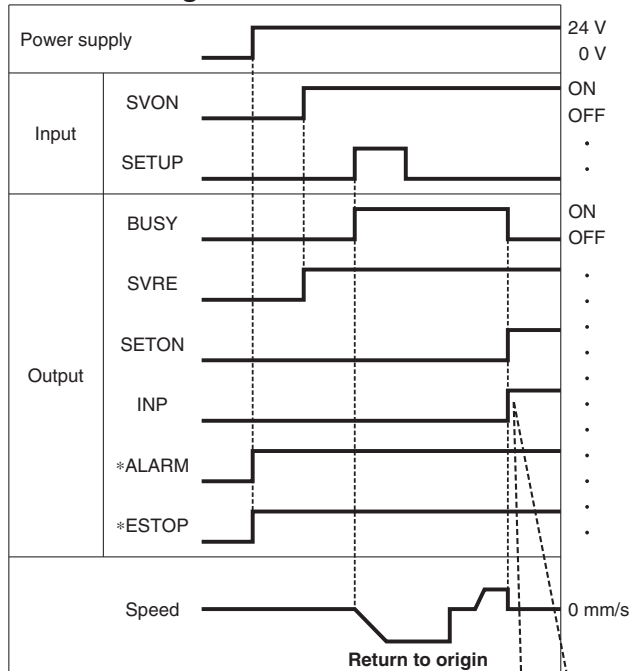 Power supply
24 V
0 V
Input
SVON
ON
OFF
SETUP
Output
BUSY
ON
OFF
SVRE
SETON
INP
*ALARM
*ESTOP
Speed
0 mm/s
Return to origin